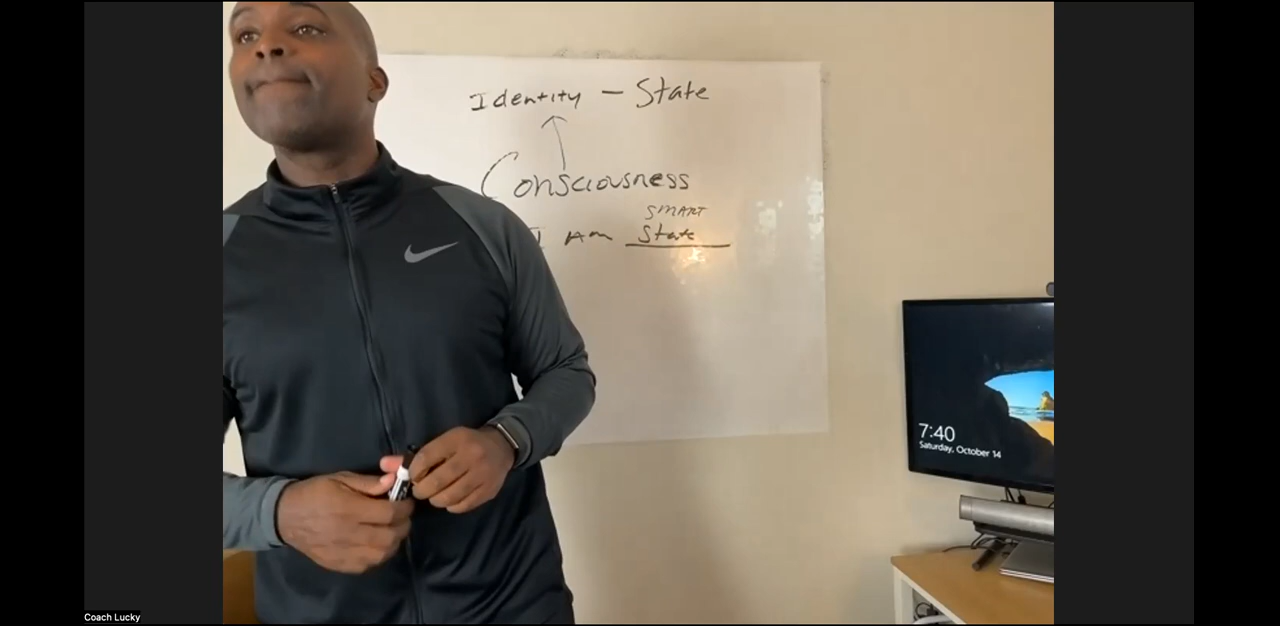 Identity - State
Consciousness
SMART
I Am State
7:40
Saturday, October 14
Coach Lucky